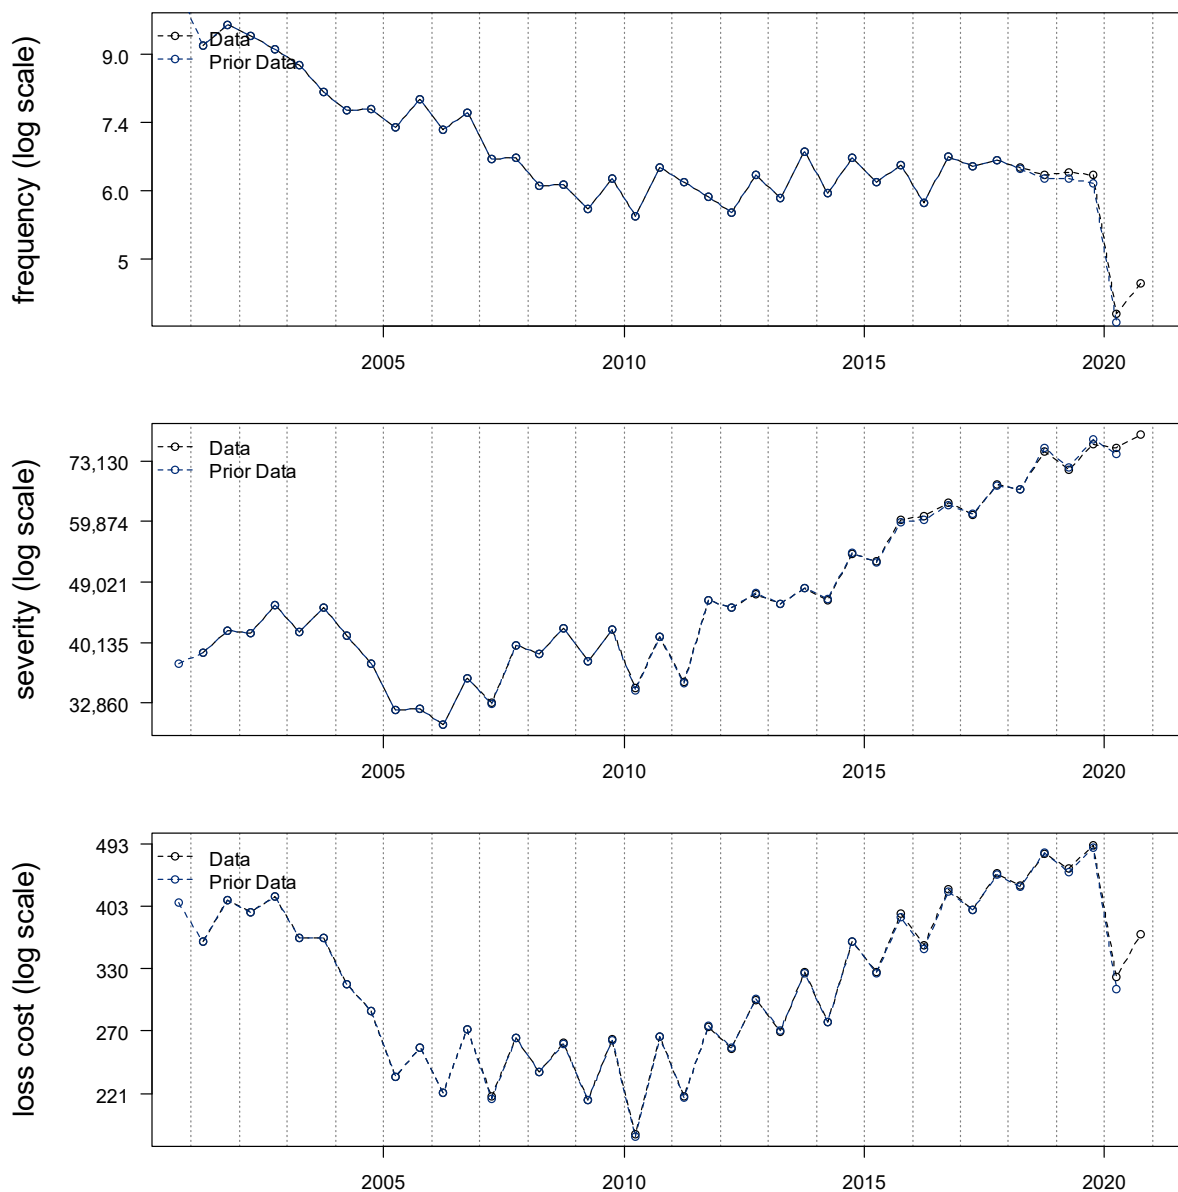 frequency (log scale)
9.0
7.4
6.0
5
Data
Prior Data
2005
2010
2015
2020
severity (log scale)
73,130
59,874
49,021
40,135
32,860
Data
Prior Data
2005
2010
2015
2020
loss cost (log scale)
493
403
330
270
221
Data
Prior Data
2005
2010
2015
2020